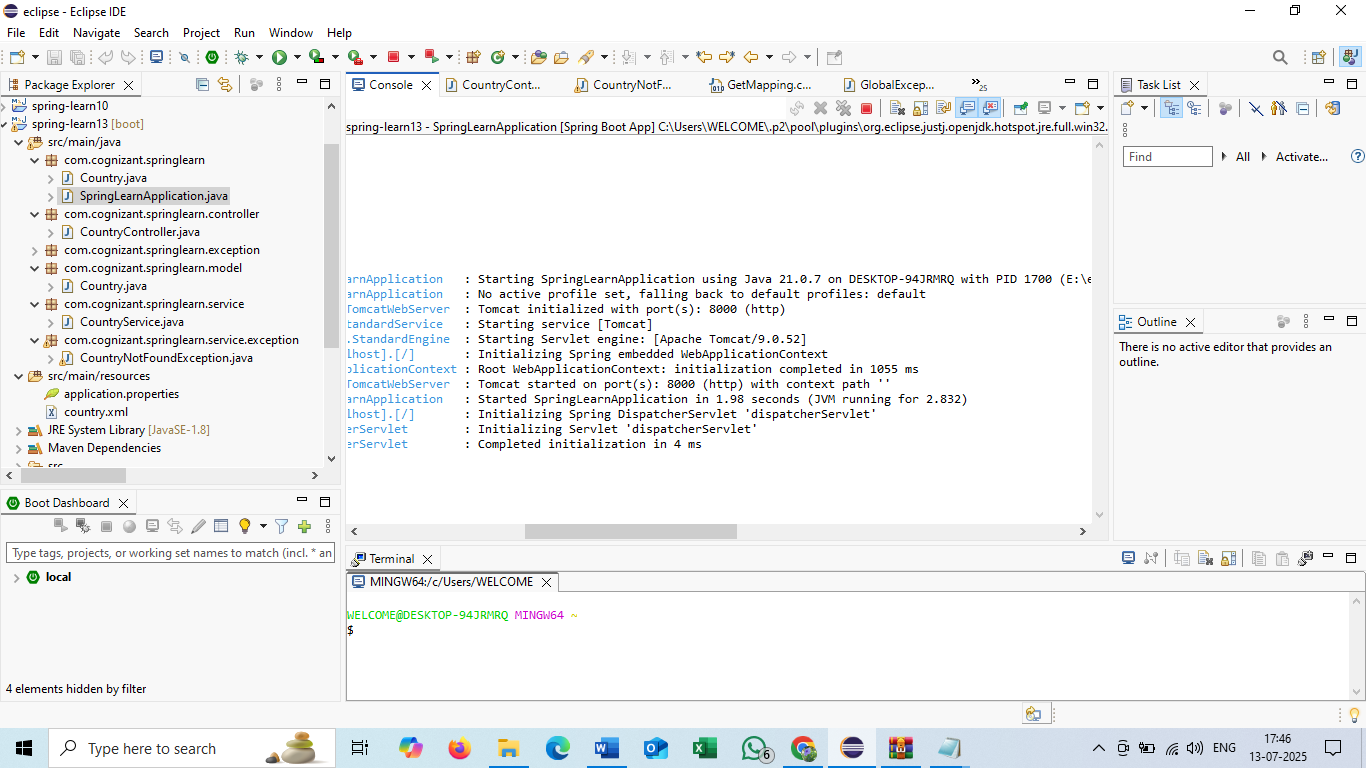 eclipse - Eclipse IDE
File Edit Navigate Search Project Run Window Help
Package Explorer
spring-learn10
spring-learn13 [boot]
src/main/java
com.cognizant.springlearn
Country.java
SpringLearnApplication.java
com.cognizant.springlearn.controller
CountryController.java
com.cognizant.springlearn.exception
com.cognizant.springlearn.model
Country.java
com.cognizant.springlearn.service
CountryService.java
com.cognizant.springlearn.service.exception
CountryNotFoundException.java
src/main/resources
application.properties
country.xml
JRE System Library [JavaSE-1.8]
Maven Dependencies
src
Boot Dashboard
Type tags, projects, or working set names to match (incl. * an
local
4 elements hidden by filter
Console CountryCont... CountryNotF... GetMapping.c... GlobalExcep... »25
spring-learn13 - SpringLearnApplication [Spring Boot App] C:\Users\WELCOME\.p2\pool\plugins\org.eclipse.justj.openjdk.hotspot.jre.full.win32.
arnApplication : Starting SpringLearnApplication using Java 21.0.7 on DESKTOP-94JRMRQ with PID 1700 (E:\e
arnApplication : No active profile set, falling back to default profiles: default
TomcatWebServer : Tomcat initialized with port(s): 8000 (http)
tandardService : Starting service [Tomcat]
.StandardEngine : Starting Servlet engine: [Apache Tomcat/9.0.52]
lhost].[/] : Initializing Spring embedded WebApplicationContext
plicationContext : Root WebApplicationContext: initialization completed in 1055 ms
TomcatWebServer : Tomcat started on port(s): 8000 (http) with context path ''
arnApplication : Started SpringLearnApplication in 1.98 seconds (JVM running for 2.832)
lhost].[/] : Initializing Spring DispatcherServlet 'dispatcherServlet'
erServlet : Initializing Servlet 'dispatcherServlet'
erServlet : Completed initialization in 4 ms
Terminal
MINGW64:/c/Users/WELCOME
WELCOME@DESKTOP-94JRMRQ MINGW64 ~
$
Task List
Find All Activate...
Outline
There is no active editor that provides an
outline.
Type here to search
6
ENG
17:46
13-07-2025